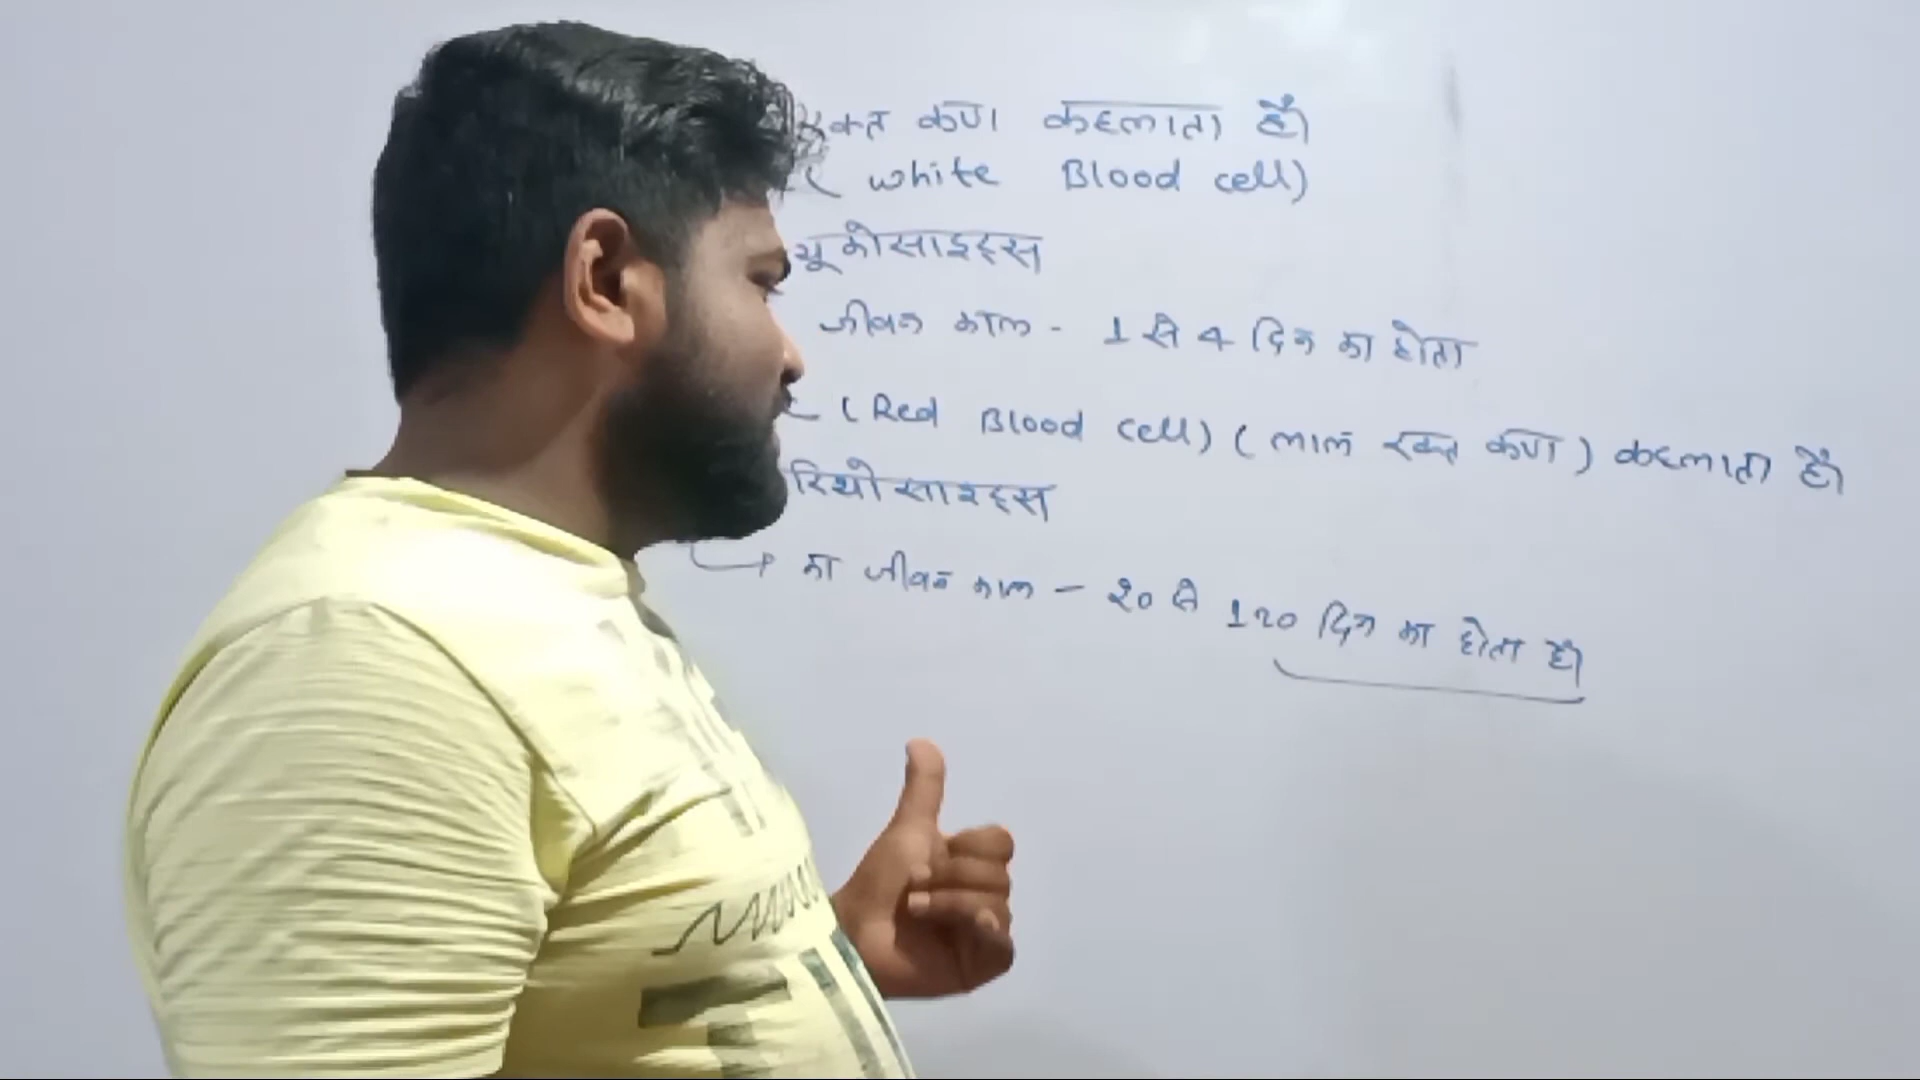 रक्त कण कहलाता है।
( white Blood cell)
यूकोसाइट्स
जीवन काल - 1 से 4 दिन का होता
(Red Blood cell) (लाल रक्त कण) कहलाता है।
रिथोसाइट्स
का जीवन काल - 20 से 120 दिन का होता है।